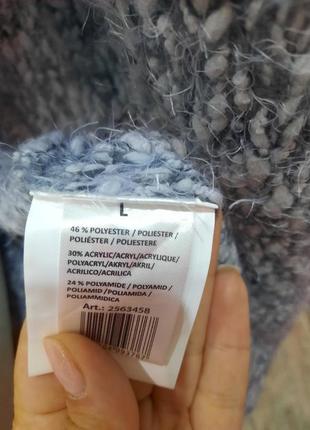 L
46 % POLYESTER / POLIESTER /
POLIÉSTER / POLIESTERE
30% ACRYLIC/ACRYL/ACRYLIQUE/
POLYACRYL/AKRYL/AKRIL/
ACRILICO/ACRILICA
24 % POLYAMIDE / POLYAMID /
POLIAMID / POLIAMIDA /
POLIAMMIDICA
Art.: 2563458